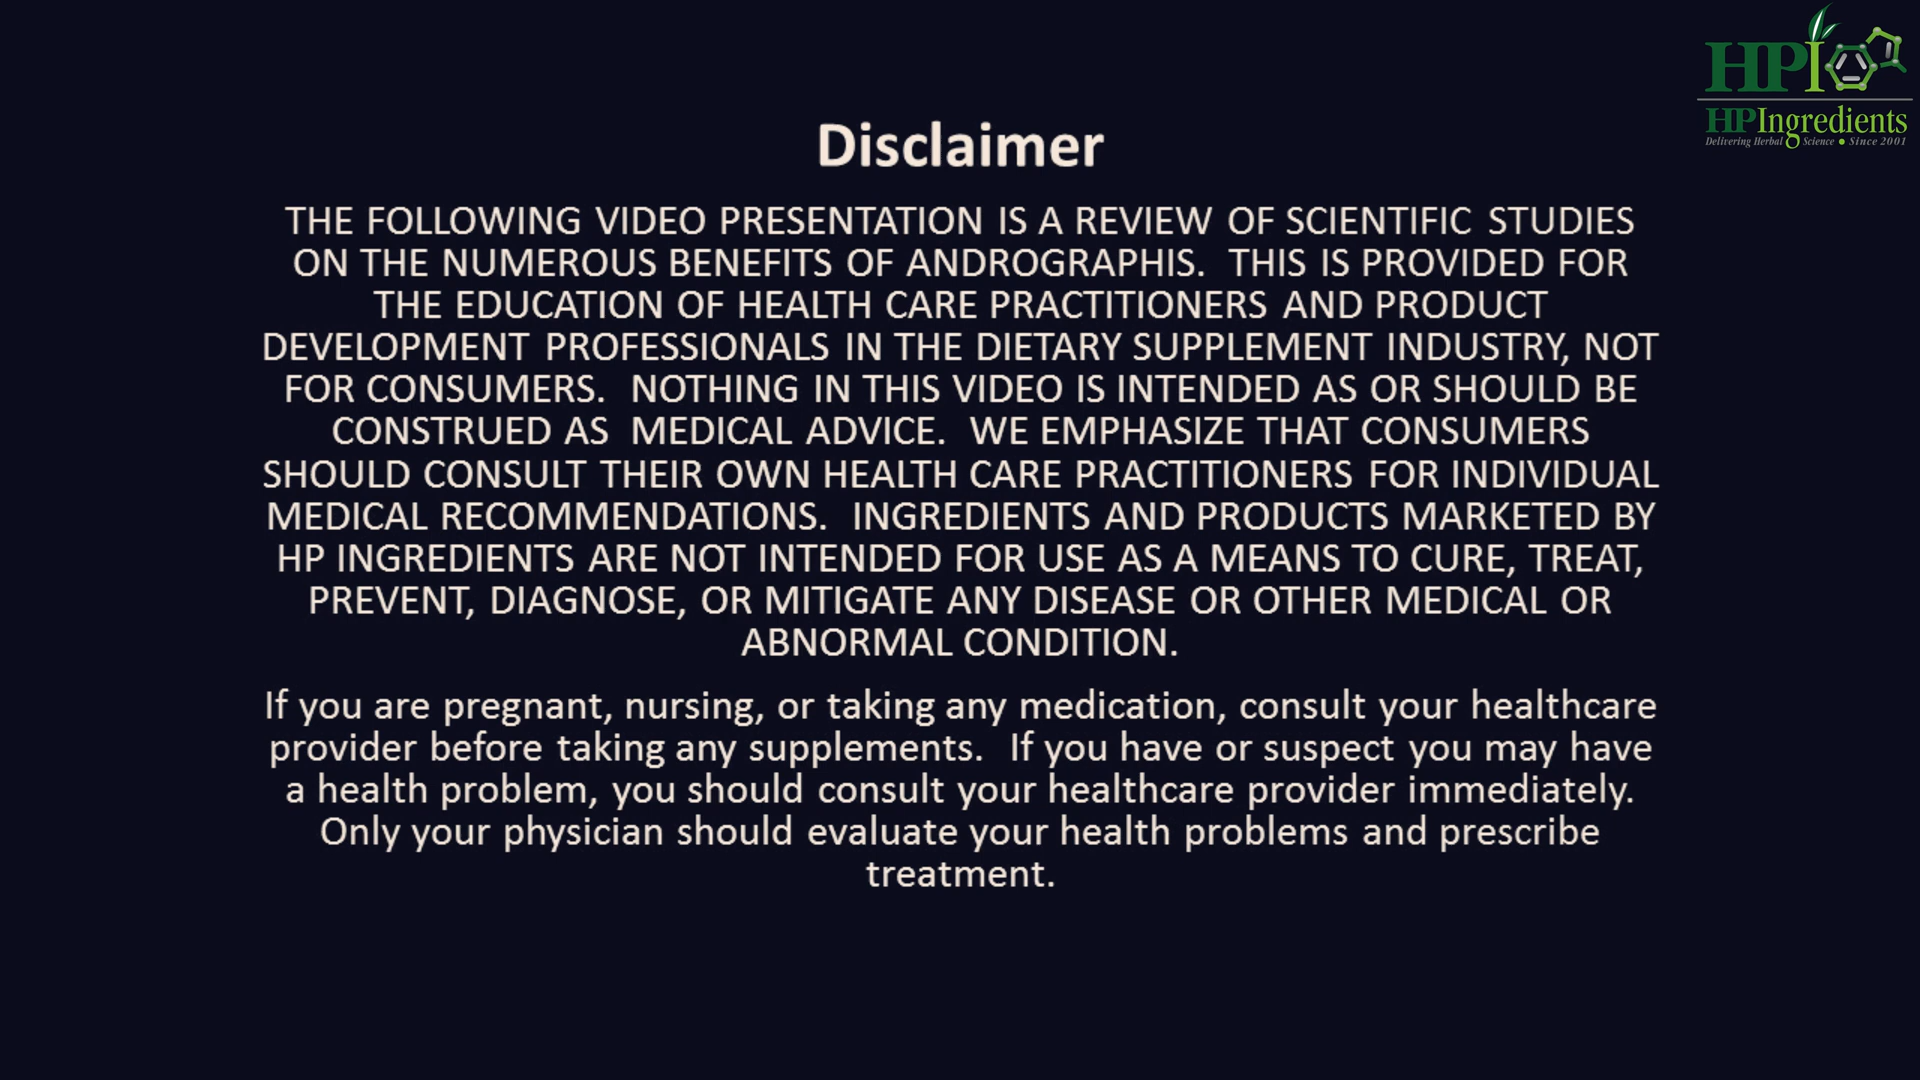 HPI
HPIngredients
Delivering Herbal Science • Since 2001
Disclaimer
THE FOLLOWING VIDEO PRESENTATION IS A REVIEW OF SCIENTIFIC STUDIES
ON THE NUMEROUS BENEFITS OF ANDROGRAPHIS. THIS IS PROVIDED FOR
THE EDUCATION OF HEALTH CARE PRACTITIONERS AND PRODUCT
DEVELOPMENT PROFESSIONALS IN THE DIETARY SUPPLEMENT INDUSTRY, NOT
FOR CONSUMERS. NOTHING IN THIS VIDEO IS INTENDED AS OR SHOULD BE
CONSTRUED AS MEDICAL ADVICE. WE EMPHASIZE THAT CONSUMERS
SHOULD CONSULT THEIR OWN HEALTH CARE PRACTITIONERS FOR INDIVIDUAL
MEDICAL RECOMMENDATIONS. INGREDIENTS AND PRODUCTS MARKETED BY
HP INGREDIENTS ARE NOT INTENDED FOR USE AS A MEANS TO CURE, TREAT,
PREVENT, DIAGNOSE, OR MITIGATE ANY DISEASE OR OTHER MEDICAL OR
ABNORMAL CONDITION.
If you are pregnant, nursing, or taking any medication, consult your healthcare
provider before taking any supplements. If you have or suspect you may have
a health problem, you should consult your healthcare provider immediately.
Only your physician should evaluate your health problems and prescribe
treatment.